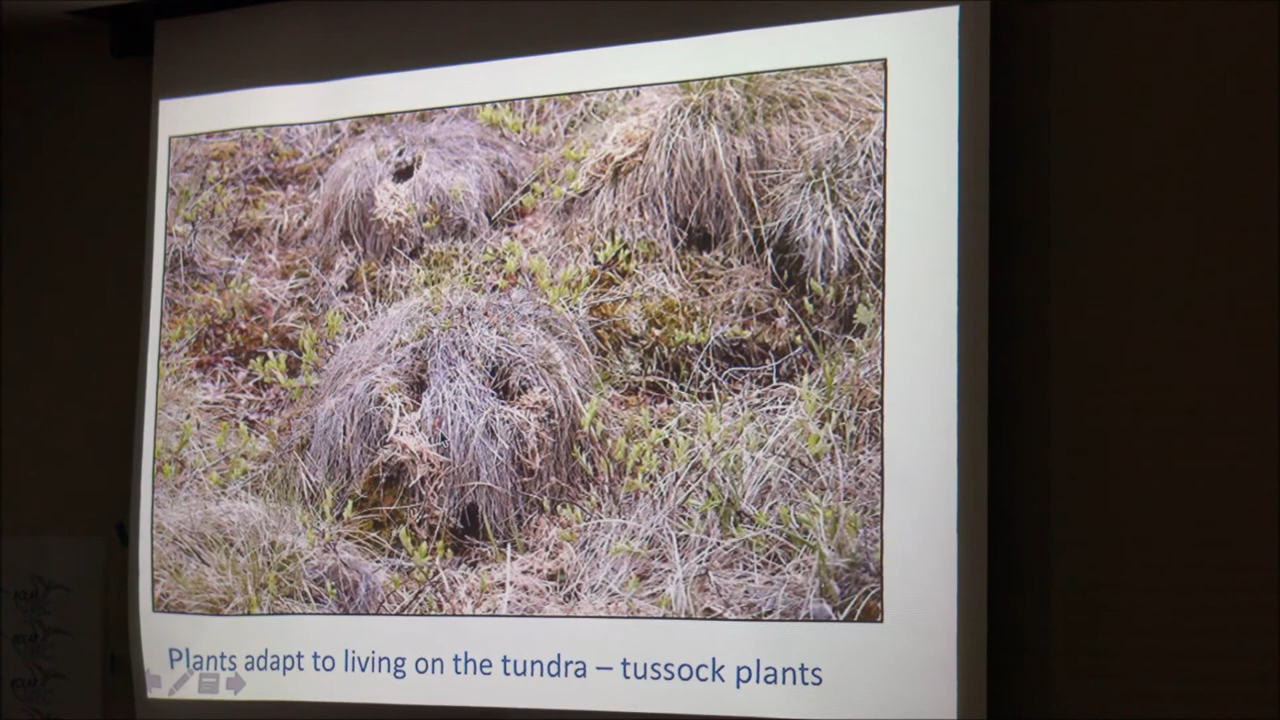 Plants adapt to living on the tundra – tussock plants